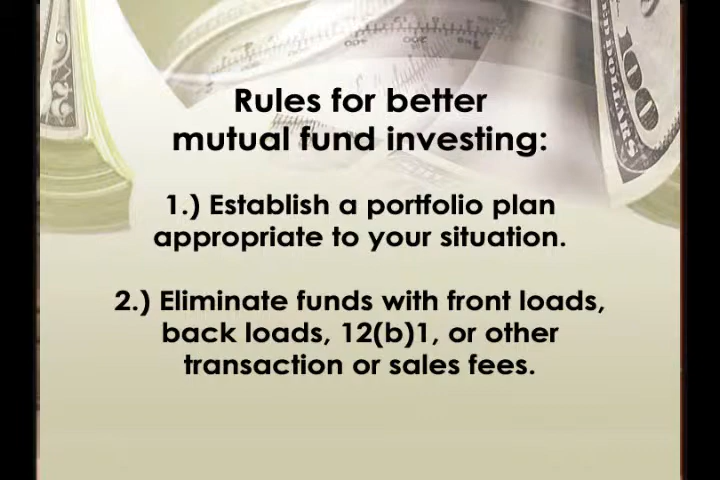 Rules for better
mutual fund investing:
1.) Establish a portfolio plan
appropriate to your situation.
2.) Eliminate funds with front loads,
back loads, 12(b)1, or other
transaction or sales fees.
100